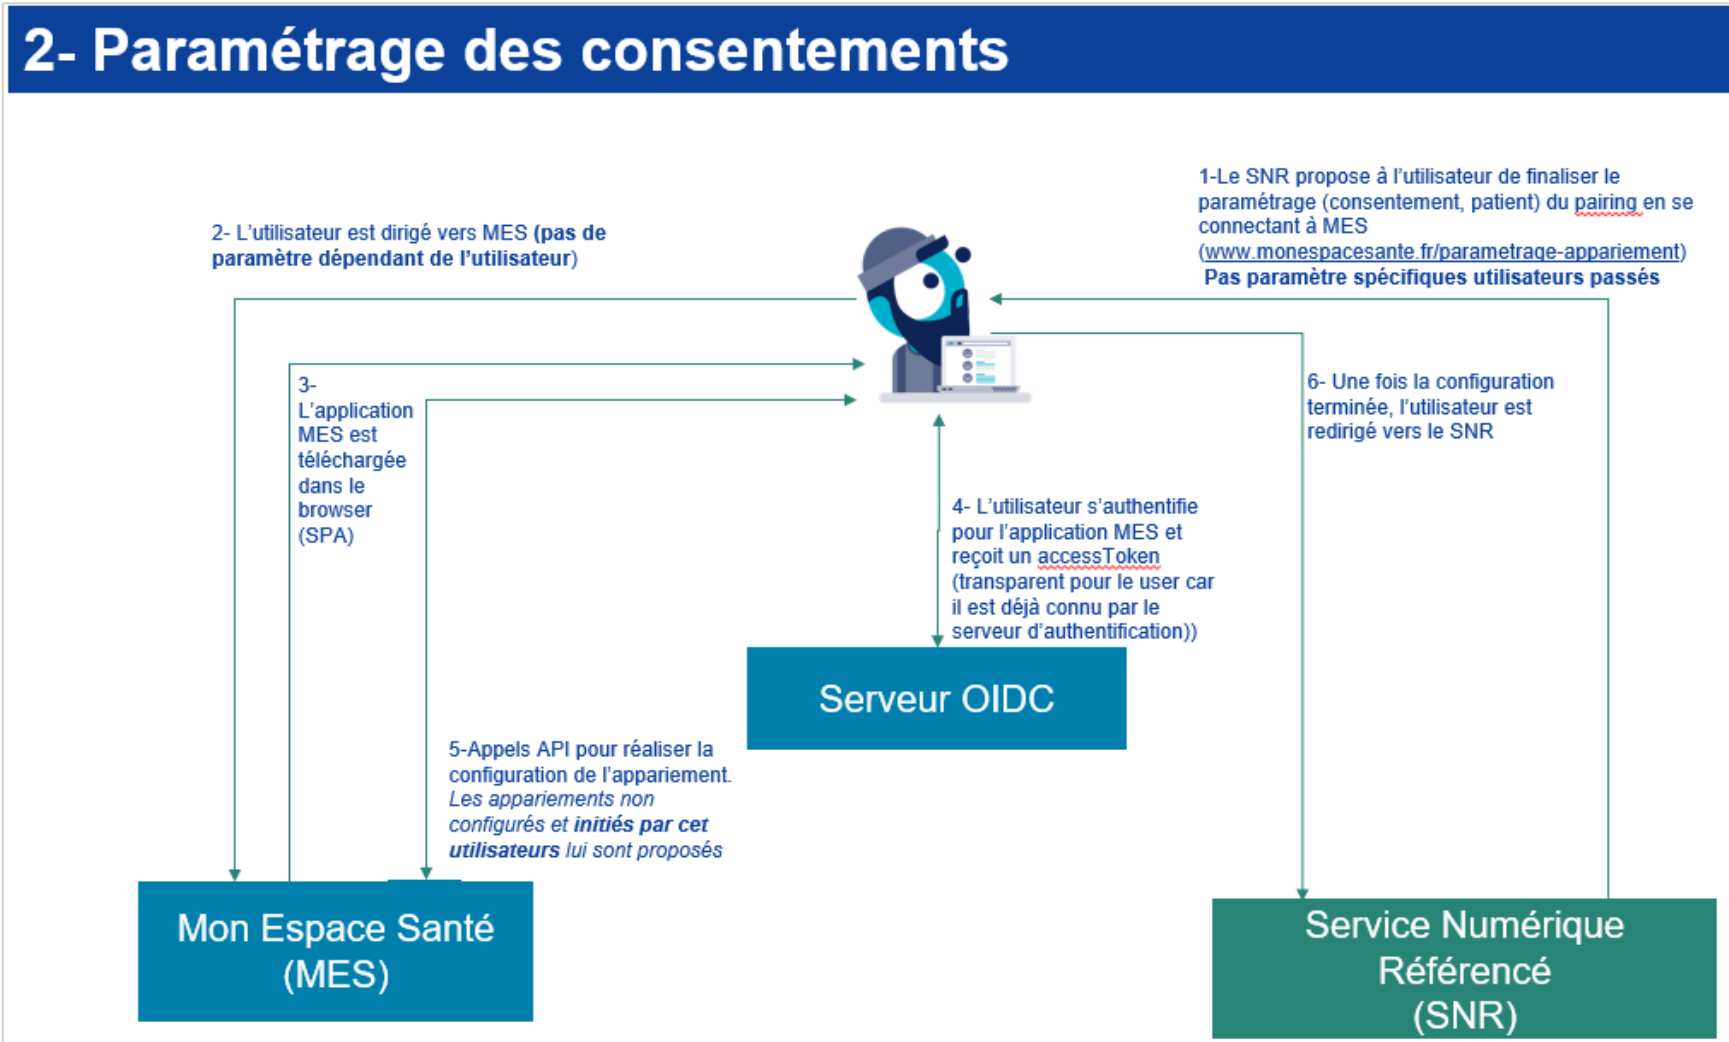 2- Paramétrage des consentements
1-Le SNR propose à l'utilisateur de finaliser le
paramétrage (consentement, patient) du pairing en se
connectant à MES
(www.monespacesante.fr/parametrage-appariement)
Pas paramètre spécifiques utilisateurs passés
2- L'utilisateur est dirigé vers MES (pas de
paramètre dépendant de l'utilisateur)
3-
L'application
MES est
téléchargée
dans le
browser
(SPA)
6- Une fois la configuration
terminée, l'utilisateur est
redirigé vers le SNR
4- L'utilisateur s'authentifie
pour l'application MES et
reçoit un accessToken
(transparent pour le user car
il est déjà connu par le
serveur d'authentification))
Serveur OIDC
5-Appels API pour réaliser la
configuration de l'appariement.
Les appariements non
configurés et initiés par cet
utilisateurs lui sont proposés
Mon Espace Santé
(MES)
Service Numérique
Référencé
(SNR)